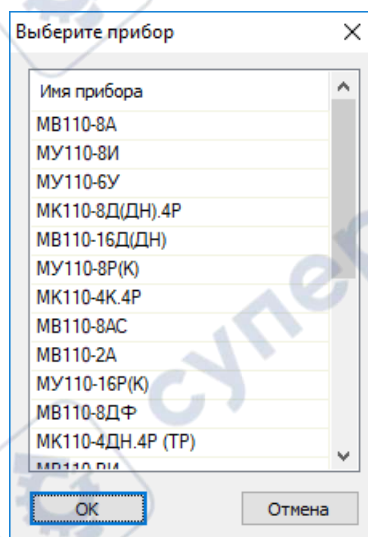 Выберите прибор
Имя прибора
МВ110-8А
МУ110-8И
МУ110-6У
МК110-8Д(ДН).4Р
МВ110-16Д(ДН)
МУ110-8Р(К)
МК110-4К.4Р
МВ110-8АС
МВ110-2А
МУ110-16Р(К)
МВ110-8ДФ
МК110-4ДН.4Р (ТР)
OK
Отмена